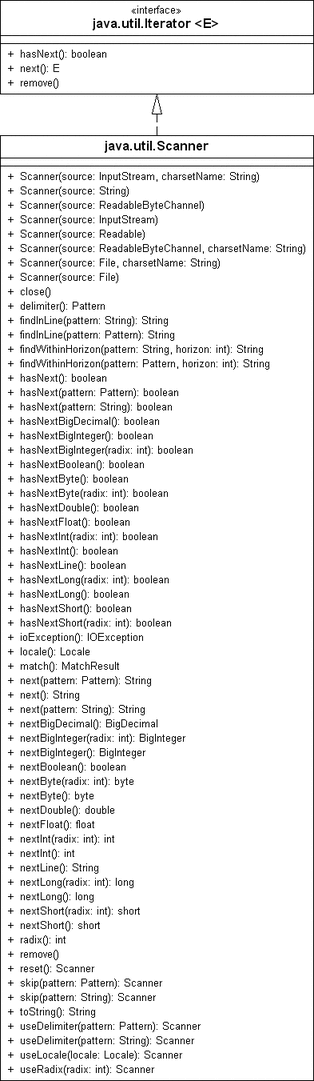 «interface»
java.util.Iterator <E>
+ hasNext(): boolean
+ next(): E
+ remove()
java.util.Scanner
+ Scanner(source: InputStream, charsetName: String)
+ Scanner(source: String)
+ Scanner(source: ReadableByteChannel)
+ Scanner(source: InputStream)
+ Scanner(source: Readable)
+ Scanner(source: ReadableByteChannel, charsetName: String)
+ Scanner(source: File, charsetName: String)
+ Scanner(source: File)
+ close()
+ delimiter(): Pattern
+ findInLine(pattern: String): String
+ findInLine(pattern: Pattern): String
+ findWithinHorizon(pattern: String, horizon: int): String
+ findWithinHorizon(pattern: Pattern, horizon: int): String
+ hasNext(): boolean
+ hasNext(pattern: Pattern): boolean
+ hasNext(pattern: String): boolean
+ hasNextBigDecimal(): boolean
+ hasNextBigInteger(): boolean
+ hasNextBigInteger(radix: int): boolean
+ hasNextBoolean(): boolean
+ hasNextByte(): boolean
+ hasNextByte(radix: int): boolean
+ hasNextDouble(): boolean
+ hasNextFloat(): boolean
+ hasNextInt(radix: int): boolean
+ hasNextInt(): boolean
+ hasNextLine(): boolean
+ hasNextLong(radix: int): boolean
+ hasNextLong(): boolean
+ hasNextShort(): boolean
+ hasNextShort(radix: int): boolean
+ ioException(): IOException
+ locale(): Locale
+ match(): MatchResult
+ next(pattern: Pattern): String
+ next(): String
+ next(pattern: String): String
+ nextBigDecimal(): BigDecimal
+ nextBigInteger(radix: int): BigInteger
+ nextBigInteger(): BigInteger
+ nextBoolean(): boolean
+ nextByte(radix: int): byte
+ nextByte(): byte
+ nextDouble(): double
+ nextFloat(): float
+ nextInt(radix: int): int
+ nextInt(): int
+ nextLine(): String
+ nextLong(radix: int): long
+ nextLong(): long
+ nextShort(radix: int): short
+ nextShort(): short
+ radix(): int
+ remove()
+ reset(): Scanner
+ skip(pattern: Pattern): Scanner
+ skip(pattern: String): Scanner
+ toString(): String
+ useDelimiter(pattern: Pattern): Scanner
+ useDelimiter(pattern: String): Scanner
+ useLocale(locale: Locale): Scanner
+ useRadix(radix: int): Scanner